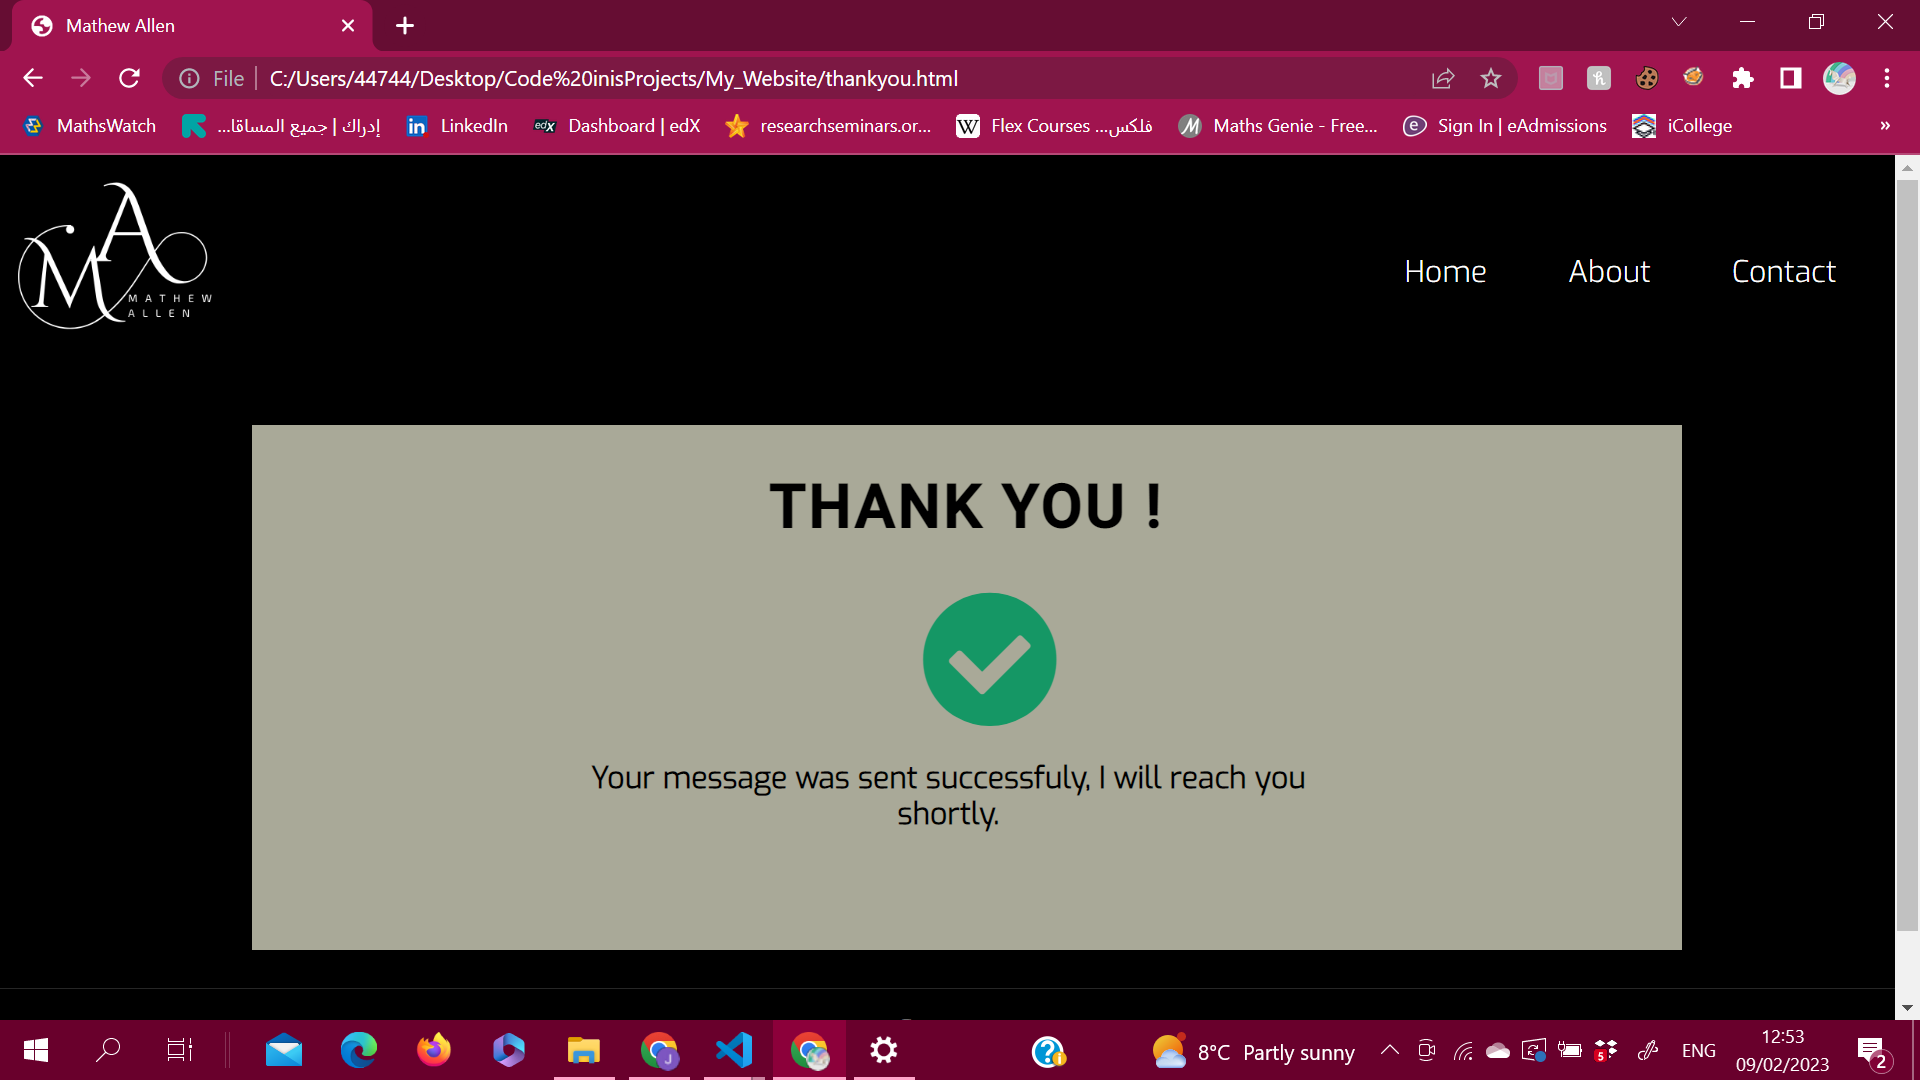 Mathew Allen
File C:/Users/44744/Desktop/Code%20inisProjects/My_Website/thankyou.html
MathsWatch
إدراك | جميع المساقا...
LinkedIn
edX Dashboard | edX
researchseminars.or...
W Flex Courses ...فلكس
M Maths Genie - Free...
e Sign In | eAdmissions
iCollege
»
MA
MATHEW
ALLEN
Home About Contact
THANK YOU !
Your message was sent successfuly, I will reach you
shortly.
8°C Partly sunny
ENG
12:53
09/02/2023
2